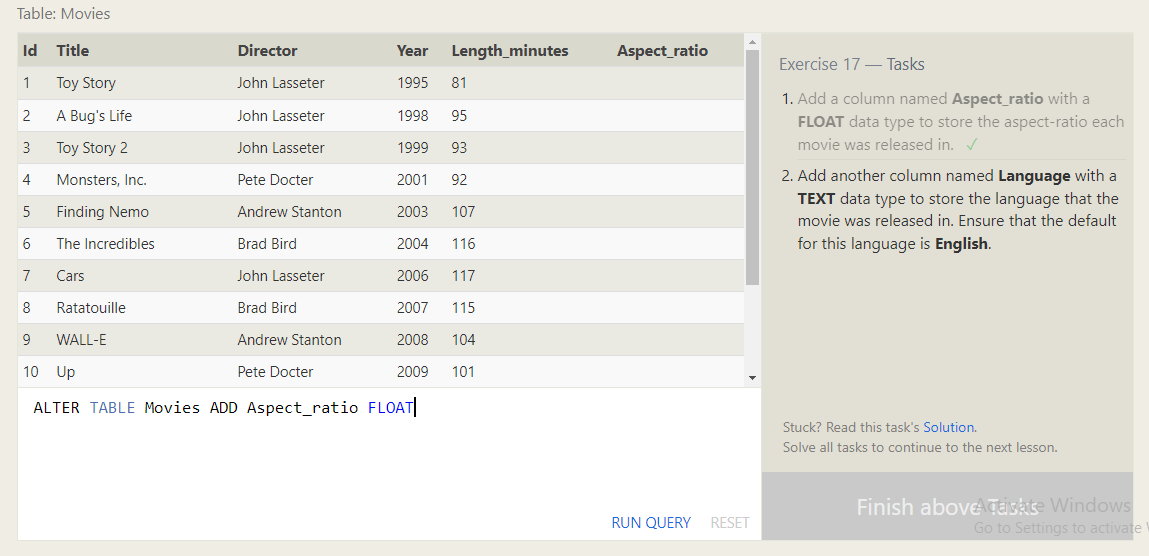 Table: Movies
Id Title Director Year Length_minutes Aspect_ratio
1 Toy Story John Lasseter 1995 81
2 A Bug's Life John Lasseter 1998 95
3 Toy Story 2 John Lasseter 1999 93
4 Monsters, Inc. Pete Docter 2001 92
5 Finding Nemo Andrew Stanton 2003 107
6 The Incredibles Brad Bird 2004 116
7 Cars John Lasseter 2006 117
8 Ratatouille Brad Bird 2007 115
9 WALL-E Andrew Stanton 2008 104
10 Up Pete Docter 2009 101
ALTER TABLE Movies ADD Aspect_ratio FLOAT
RUN QUERY RESET
Exercise 17 — Tasks
1. Add a column named Aspect_ratio with a
FLOAT data type to store the aspect-ratio each
movie was released in. ✓
2. Add another column named Language with a
TEXT data type to store the language that the
movie was released in. Ensure that the default
for this language is English.
Stuck? Read this task's Solution.
Solve all tasks to continue to the next lesson.
Finish above Tasks
Activate Windows
Go to Settings to activate W